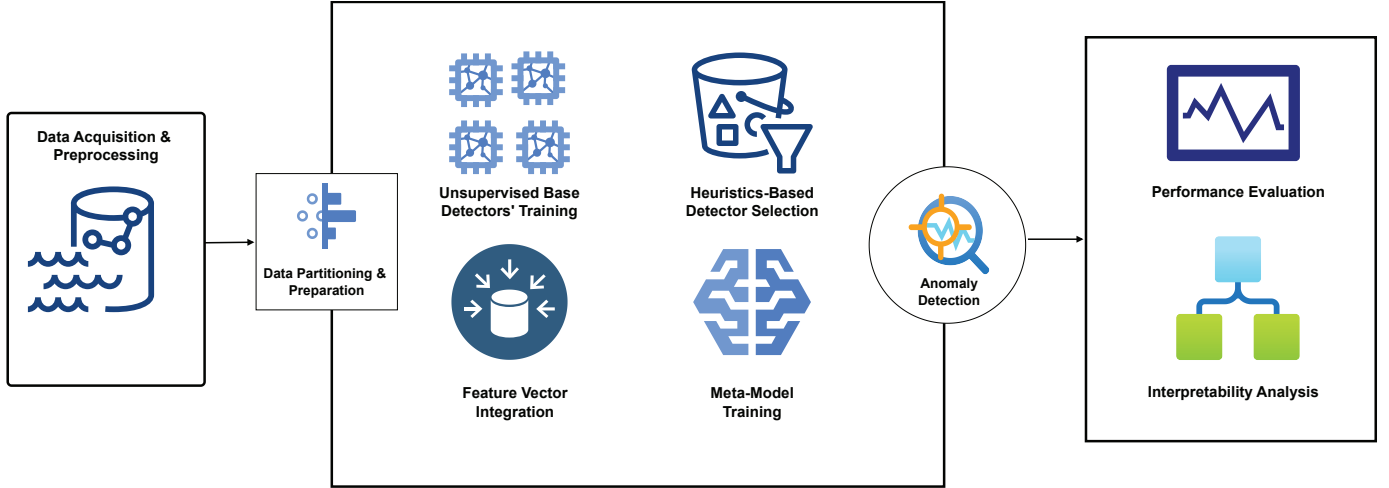 Data Acquisition &
Preprocessing
Data Partitioning &
Preparation
Unsupervised Base
Detectors' Training
Heuristics-Based
Detector Selection
Feature Vector
Integration
Meta-Model
Training
Anomaly
Detection
Performance Evaluation
Interpretability Analysis